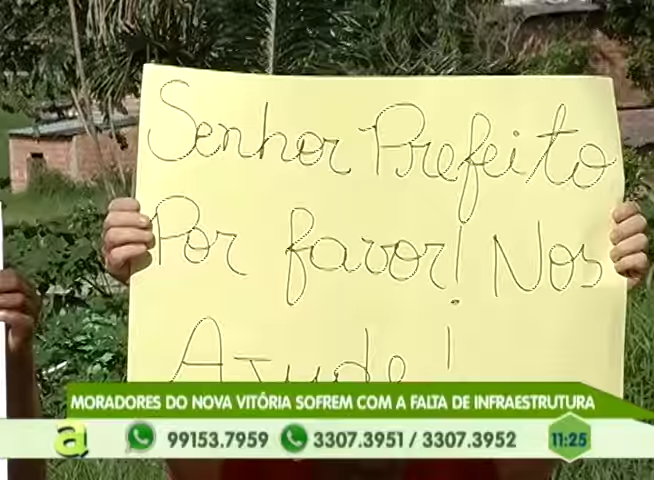 Senhor Prefeito
Por favor! Nos
Ajude!
MORADORES DO NOVA VITÓRIA SOFREM COM A FALTA DE INFRAESTRUTURA
a 99153.7959 3307.3951 / 3307.3952 11:25